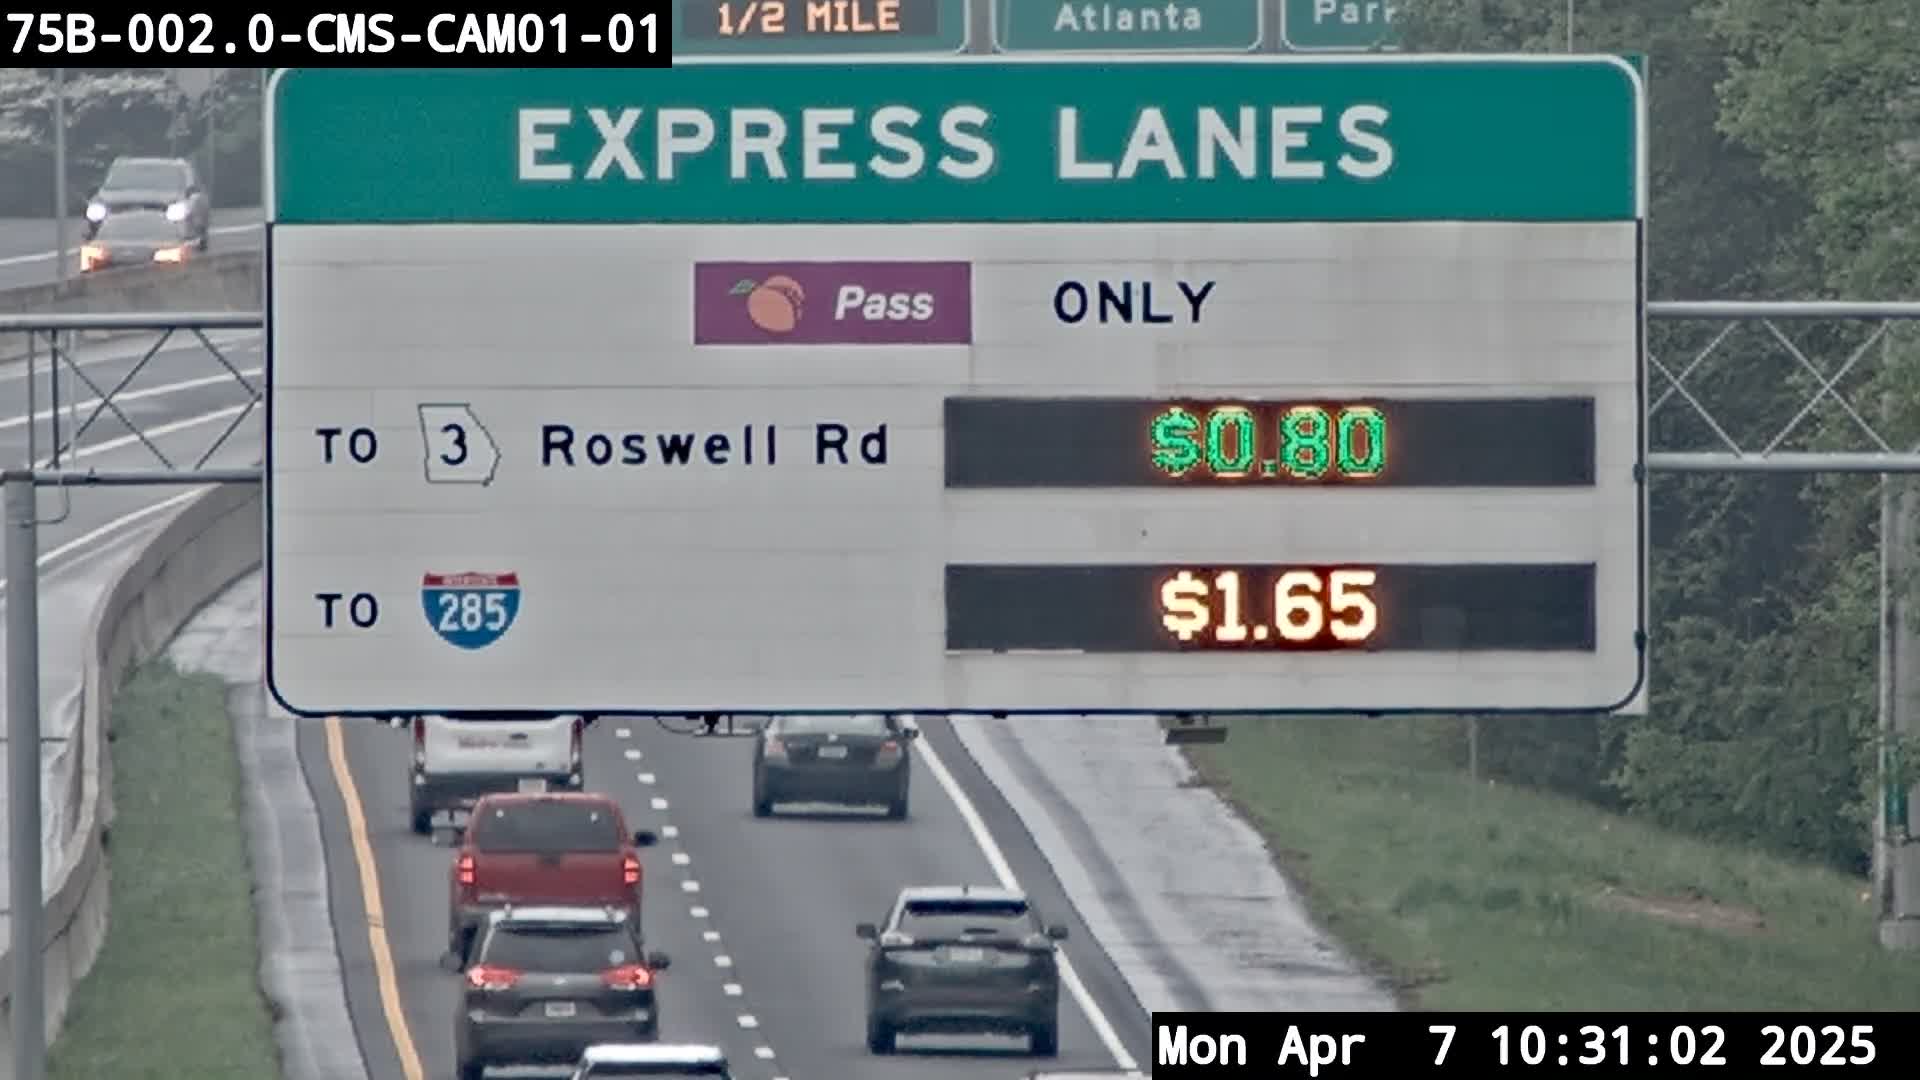 75B-002.0-CMS-CAM01-01
1/2 MILE
Atlanta
EXPRESS LANES
Pass ONLY
TO 3 Roswell Rd $0.80
TO INTERSTATE 285 $1.65
Mon Apr 7 10:31:02 2025